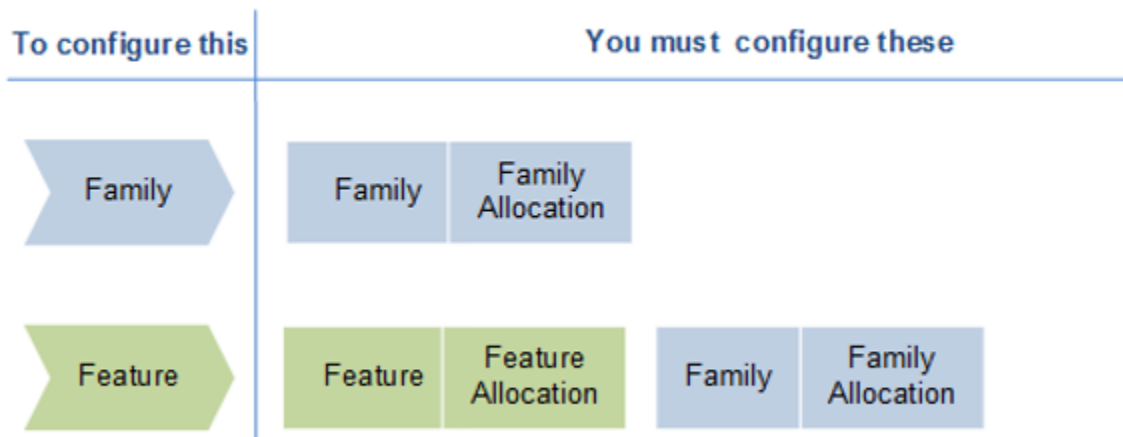 To configure this
You must configure these
Family
Family
Family
Allocation
Feature
Feature
Feature
Allocation
Family
Family
Allocation